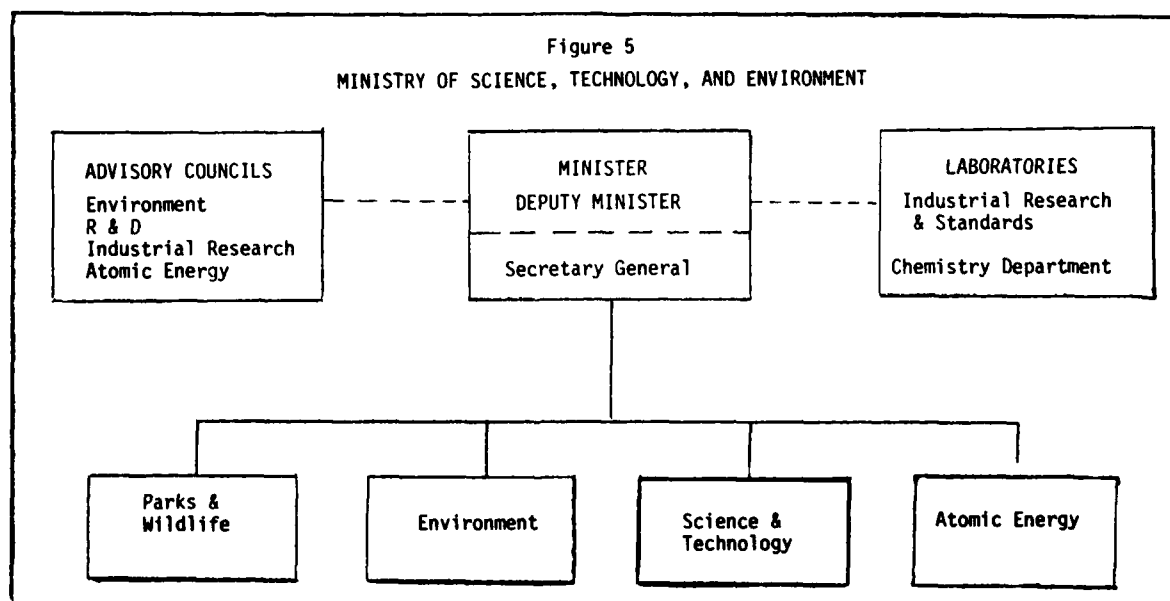 Figure 5
MINISTRY OF SCIENCE, TECHNOLOGY, AND ENVIRONMENT
ADVISORY COUNCILS
Environment
R & D
Industrial Research
Atomic Energy
MINISTER
DEPUTY MINISTER
Secretary General
LABORATORIES
Industrial Research
& Standards
Chemistry Department
Parks &
Wildlife
Environment
Science &
Technology
Atomic Energy